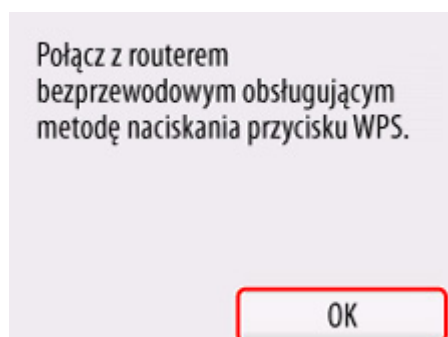 Połącz z routerem
bezprzewodowym obsługującym
metodę naciskania przycisku WPS.
OK